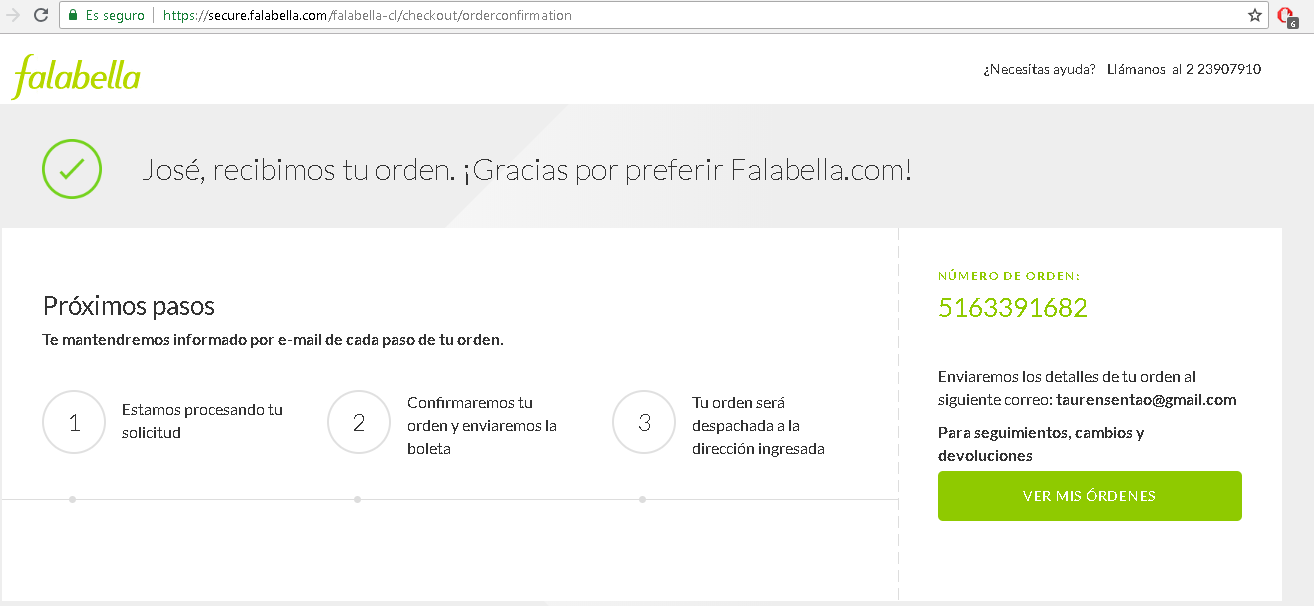 Es seguro https://secure.falabella.com/falabella-cl/checkout/orderconfirmation
6
falabella
¿Necesitas ayuda? Llámanos al 2 23907910
José, recibimos tu orden. ¡Gracias por preferir Falabella.com!
Próximos pasos
Te mantendremos informado por e-mail de cada paso de tu orden.
1
Estamos procesando tu
solicitud
2
Confirmaremos tu
orden y enviaremos la
boleta
3
Tu orden será
despachada a la
dirección ingresada
NÚMERO DE ORDEN:
5163391682
Enviaremos los detalles de tu orden al
siguiente correo: taurensentao@gmail.com
Para seguimientos, cambios y
devoluciones
VER MIS ÓRDENES